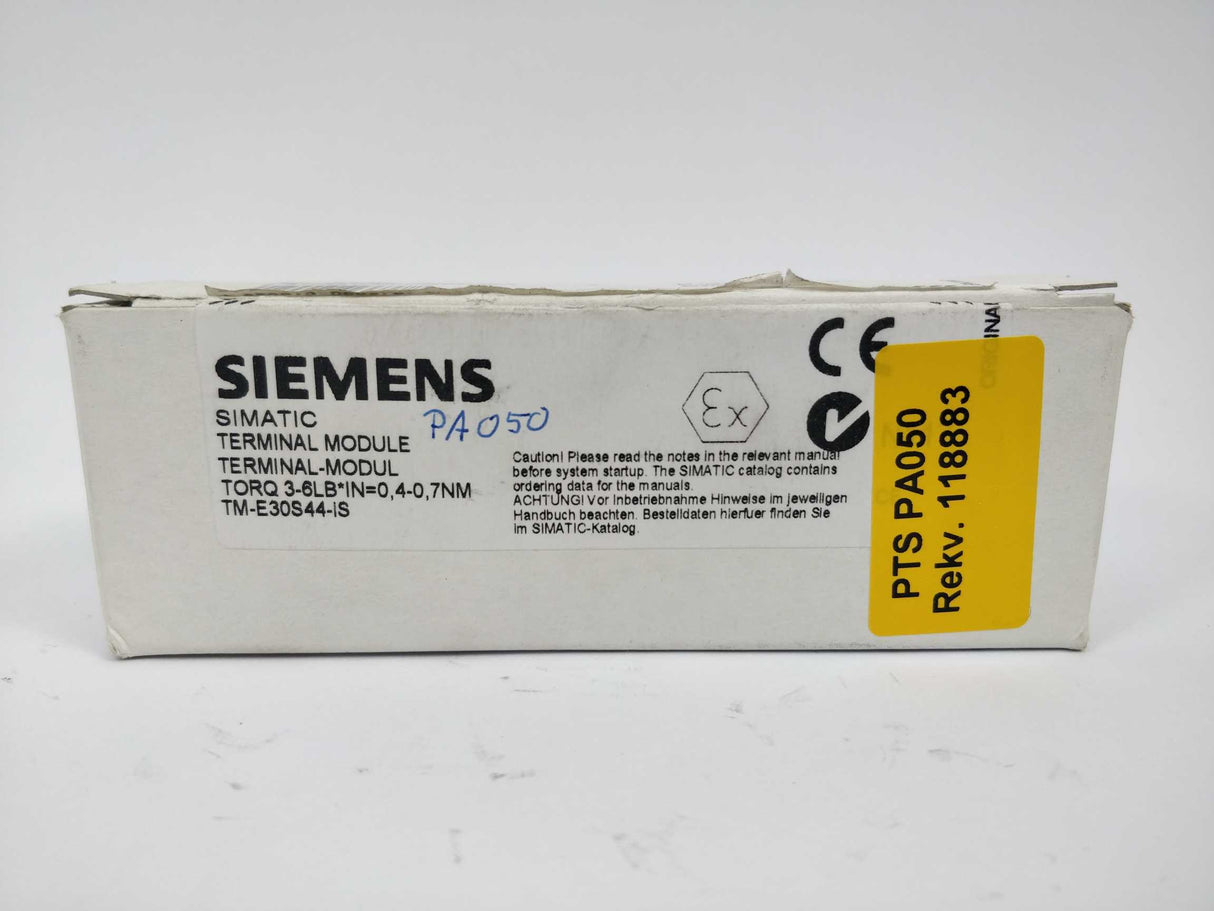 SIEMENS
SIMATIC
TERMINAL MODULE
TERMINAL-MODUL
TORQ 3-6LB*IN=0,4-0,7NM
TM-E30S44-iS
PA050
Ex
Caution! Please read the notes in the relevant manual
before system startup. The SIMATIC catalog contains
ordering data for the manuals.
ACHTUNG! Vor Inbetriebnahme Hinweise im jeweiligen
Handbuch beachten. Bestelldaten hierfuer finden Sie
im SIMATIC-Katalog.
CE
PTS PA050
Rekv. 118883